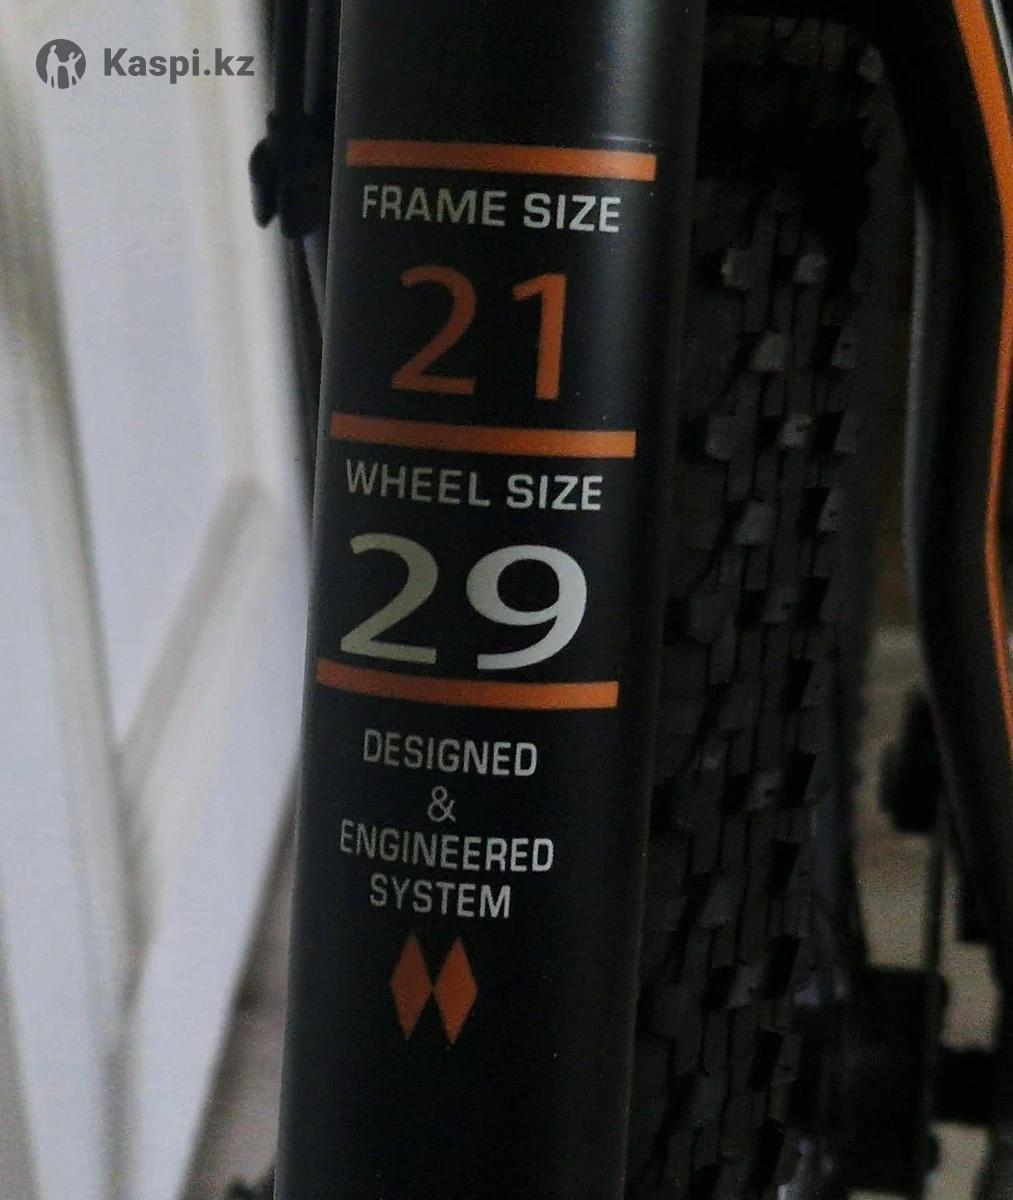 Kaspi.kz
FRAME SIZE
21
WHEEL SIZE
29
DESIGNED
&
ENGINEERED
SYSTEM